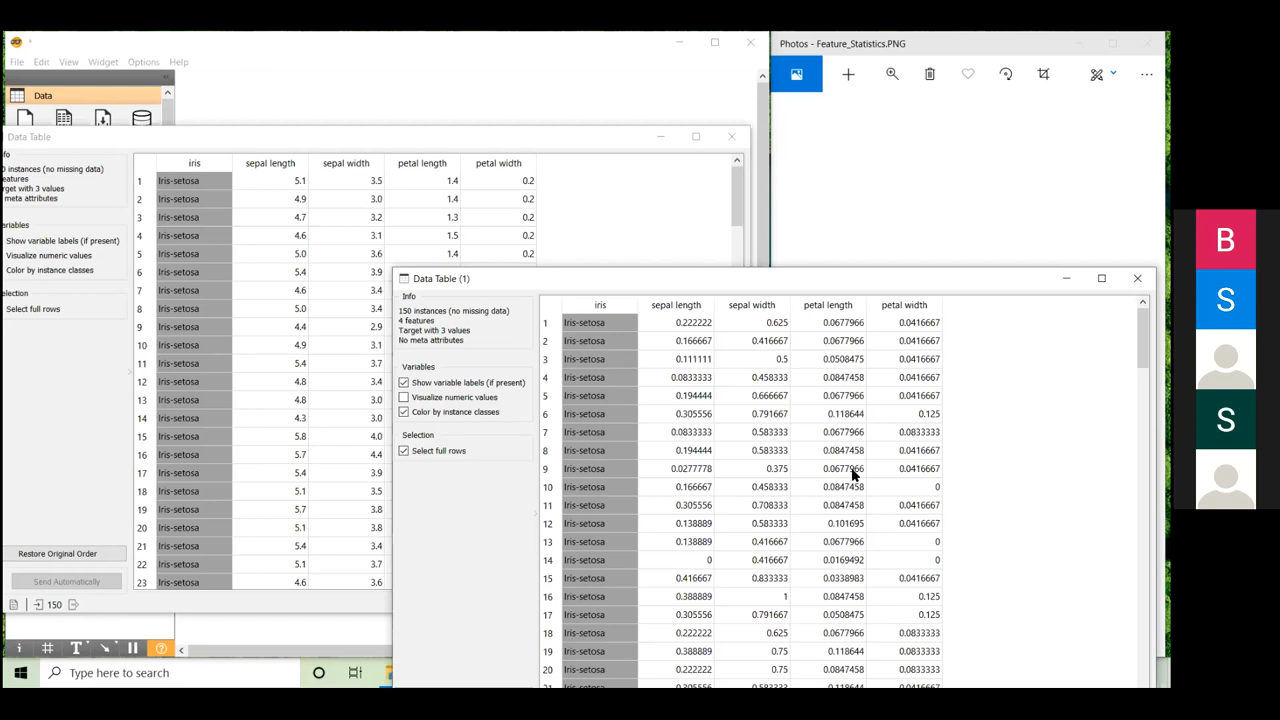 Photos - Feature_Statistics.PNG
File Edit View Widget Options Help
Data
Data Table
nfo
0 instances (no missing data)
eatures
rget with 3 values
meta attributes
ariables
Show variable labels (if present)
Visualize numeric values
Color by instance classes
election
Select full rows
Restore Original Order
Send Automatically
150
iris sepal length sepal width petal length petal width
1 Iris-setosa 5.1 3.5 1.4 0.2
2 Iris-setosa 4.9 3.0 1.4 0.2
3 Iris-setosa 4.7 3.2 1.3 0.2
4 Iris-setosa 4.6 3.1 1.5 0.2
5 Iris-setosa 5.0 3.6 1.4 0.2
6 Iris-setosa 5.4 3.9
7 Iris-setosa 4.6 3.4
8 Iris-setosa 5.0 3.4
9 Iris-setosa 4.4 2.9
10 Iris-setosa 4.9 3.1
11 Iris-setosa 5.4 3.7
12 Iris-setosa 4.8 3.4
13 Iris-setosa 4.8 3.0
14 Iris-setosa 4.3 3.0
15 Iris-setosa 5.8 4.0
16 Iris-setosa 5.7 4.4
17 Iris-setosa 5.4 3.9
18 Iris-setosa 5.1 3.5
19 Iris-setosa 5.7 3.8
20 Iris-setosa 5.1 3.8
21 Iris-setosa 5.4 3.4
22 Iris-setosa 5.1 3.7
23 Iris-setosa 4.6 3.6
Data Table (1)
Info
150 instances (no missing data)
4 features
Target with 3 values
No meta attributes
Variables
Show variable labels (if present)
Visualize numeric values
Color by instance classes
Selection
Select full rows
iris sepal length sepal width petal length petal width
1 Iris-setosa 0.222222 0.625 0.0677966 0.0416667
2 Iris-setosa 0.166667 0.416667 0.0677966 0.0416667
3 Iris-setosa 0.111111 0.5 0.0508475 0.0416667
4 Iris-setosa 0.0833333 0.458333 0.0847458 0.0416667
5 Iris-setosa 0.194444 0.666667 0.0677966 0.0416667
6 Iris-setosa 0.305556 0.791667 0.118644 0.125
7 Iris-setosa 0.0833333 0.583333 0.0677966 0.0833333
8 Iris-setosa 0.194444 0.583333 0.0847458 0.0416667
9 Iris-setosa 0.0277778 0.375 0.0677966 0.0416667
10 Iris-setosa 0.166667 0.458333 0.0847458 0
11 Iris-setosa 0.305556 0.708333 0.0847458 0.0416667
12 Iris-setosa 0.138889 0.583333 0.101695 0.0416667
13 Iris-setosa 0.138889 0.416667 0.0677966 0
14 Iris-setosa 0 0.416667 0.0169492 0
15 Iris-setosa 0.416667 0.833333 0.0338983 0.0416667
16 Iris-setosa 0.388889 1 0.0847458 0.125
17 Iris-setosa 0.305556 0.791667 0.0508475 0.125
18 Iris-setosa 0.222222 0.625 0.0677966 0.0833333
19 Iris-setosa 0.388889 0.75 0.118644 0.0833333
20 Iris-setosa 0.222222 0.75 0.0847458 0.0833333
Type here to search
B
S
S